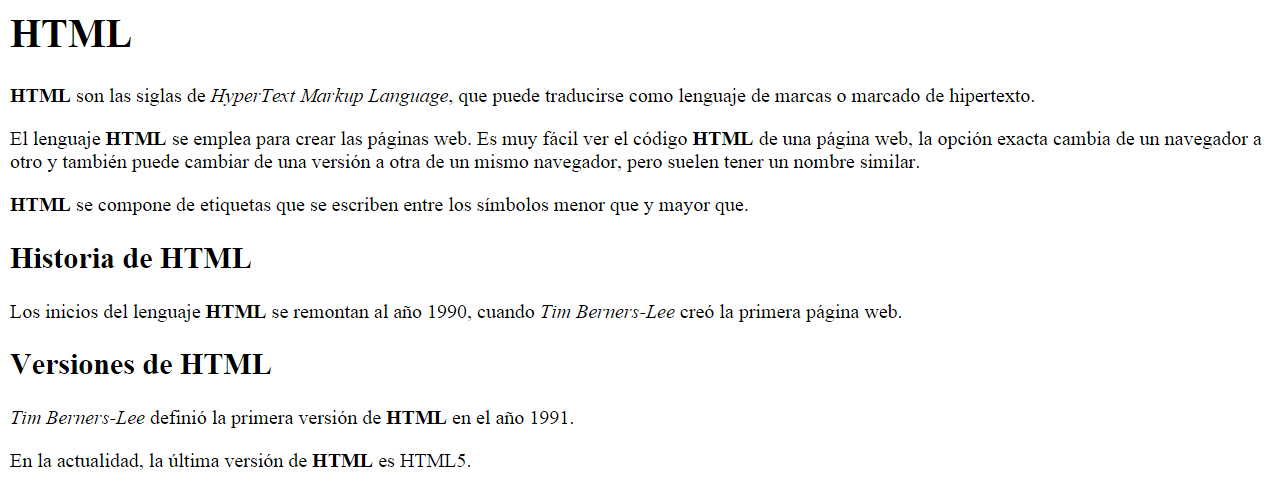 HTML
HTML son las siglas de HyperText Markup Language, que puede traducirse como lenguaje de marcas o marcado de hipertexto.
El lenguaje HTML se emplea para crear las páginas web. Es muy fácil ver el código HTML de una página web, la opción exacta cambia de un navegador a
otro y también puede cambiar de una versión a otra de un mismo navegador, pero suelen tener un nombre similar.
HTML se compone de etiquetas que se escriben entre los símbolos menor que y mayor que.
Historia de HTML
Los inicios del lenguaje HTML se remontan al año 1990, cuando Tim Berners-Lee creó la primera página web.
Versiones de HTML
Tim Berners-Lee definió la primera versión de HTML en el año 1991.
En la actualidad, la última versión de HTML es HTML5.